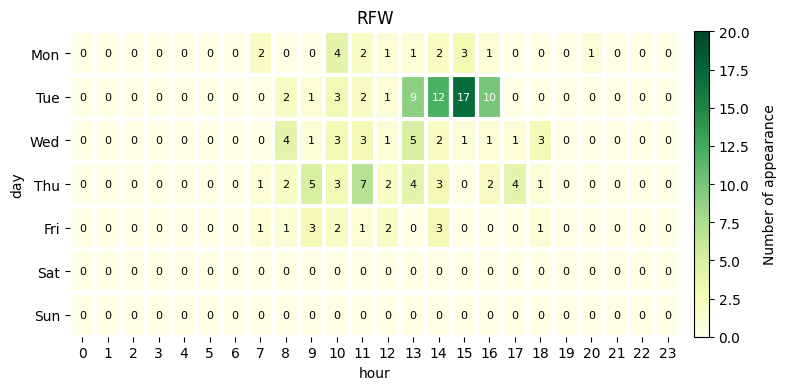 RFW
Mon 0 0 0 0 0 0 0 2 0 0 4 2 1 1 2 3 1 0 0 0 1 0 0 0
Tue 0 0 0 0 0 0 0 0 2 1 3 2 1 9 12 17 10 0 0 0 0 0 0 0
Wed 0 0 0 0 0 0 0 0 4 1 3 3 1 5 2 1 1 1 3 0 0 0 0 0
Thu 0 0 0 0 0 0 0 1 2 5 3 7 2 4 3 0 2 4 1 0 0 0 0 0
Fri 0 0 0 0 0 0 0 1 1 3 2 1 2 0 3 0 0 0 1 0 0 0 0 0
Sat 0 0 0 0 0 0 0 0 0 0 0 0 0 0 0 0 0 0 0 0 0 0 0 0
Sun 0 0 0 0 0 0 0 0 0 0 0 0 0 0 0 0 0 0 0 0 0 0 0 0
0 1 2 3 4 5 6 7 8 9 10 11 12 13 14 15 16 17 18 19 20 21 22 23
hour
day
20.0
17.5
15.0
12.5
10.0
7.5
5.0
2.5
0.0
Number of appearance